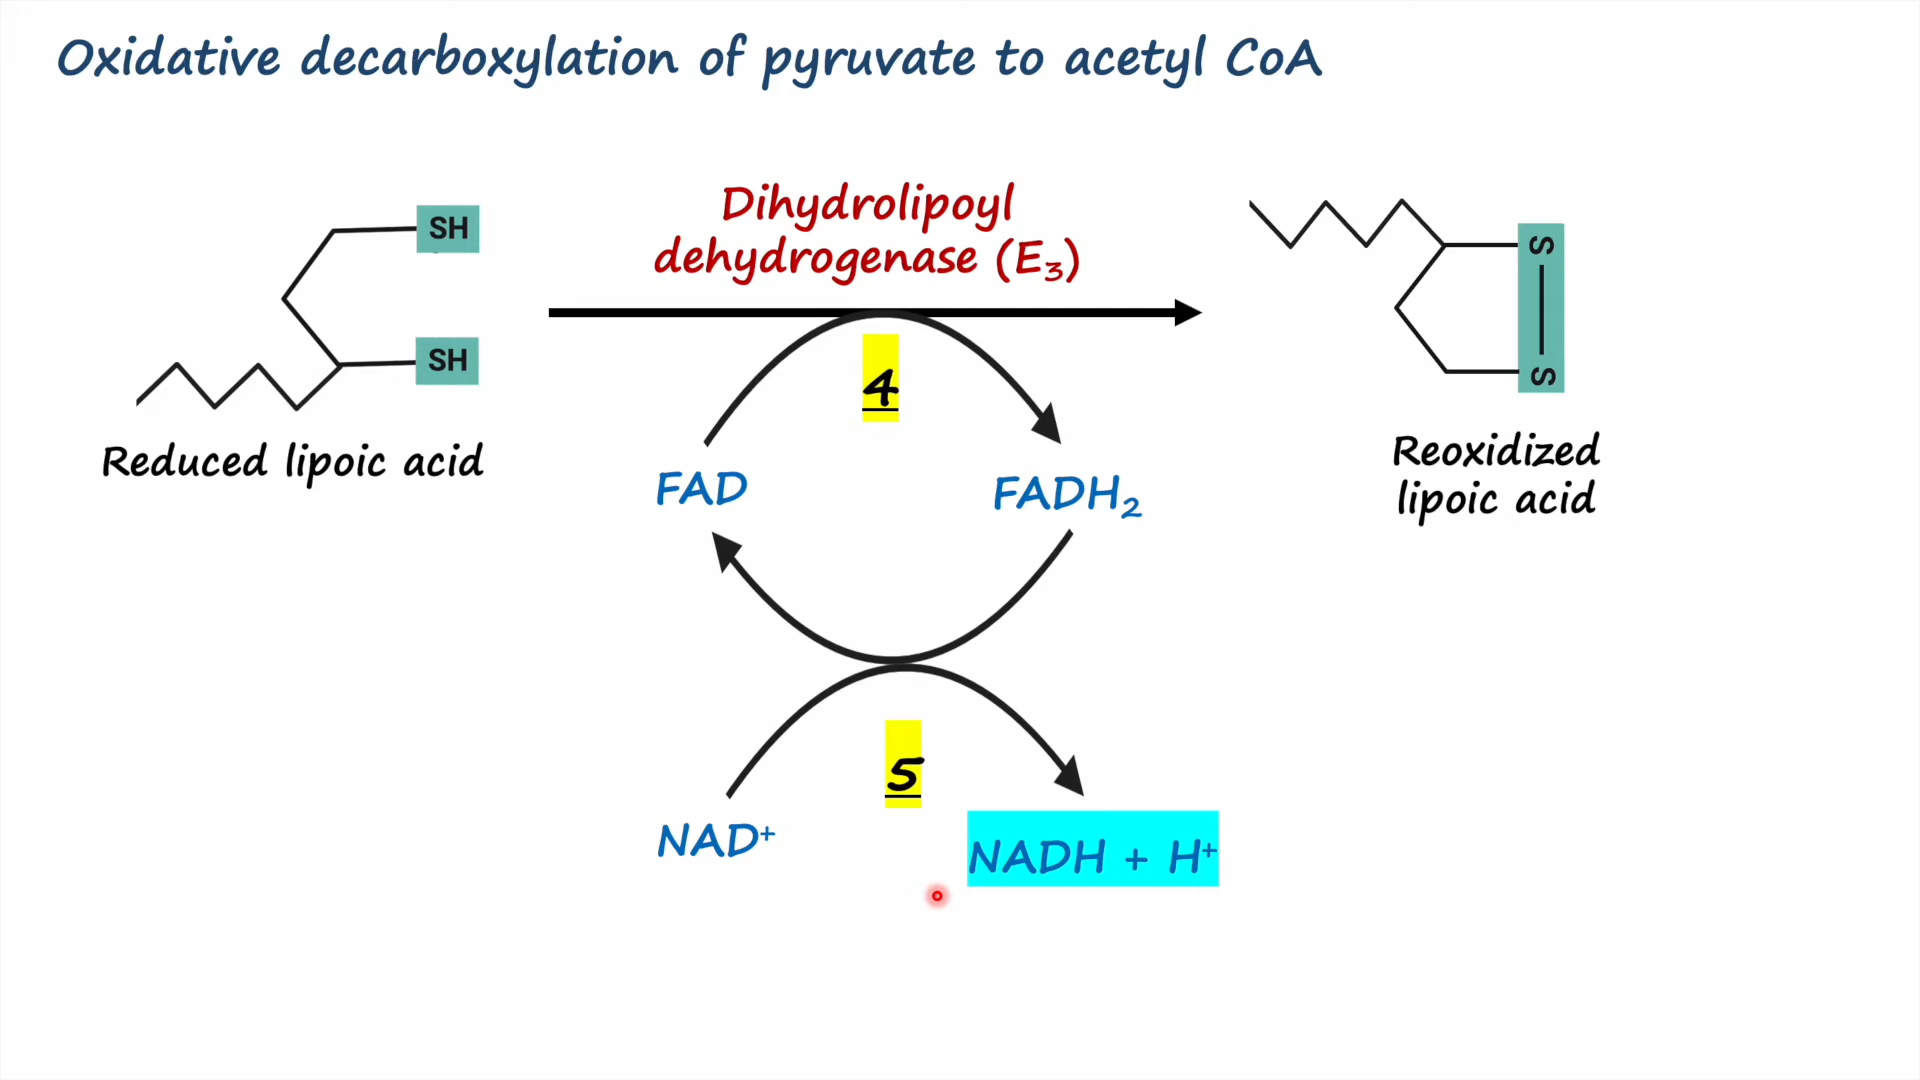 Oxidative decarboxylation of pyruvate to acetyl CoA
Dihydrolipoyl
dehydrogenase (E₃)
SH
SH
S
S
4
Reduced lipoic acid
Reoxidized
lipoic acid
FAD
FADH₂
5
NAD⁺
NADH + H⁺